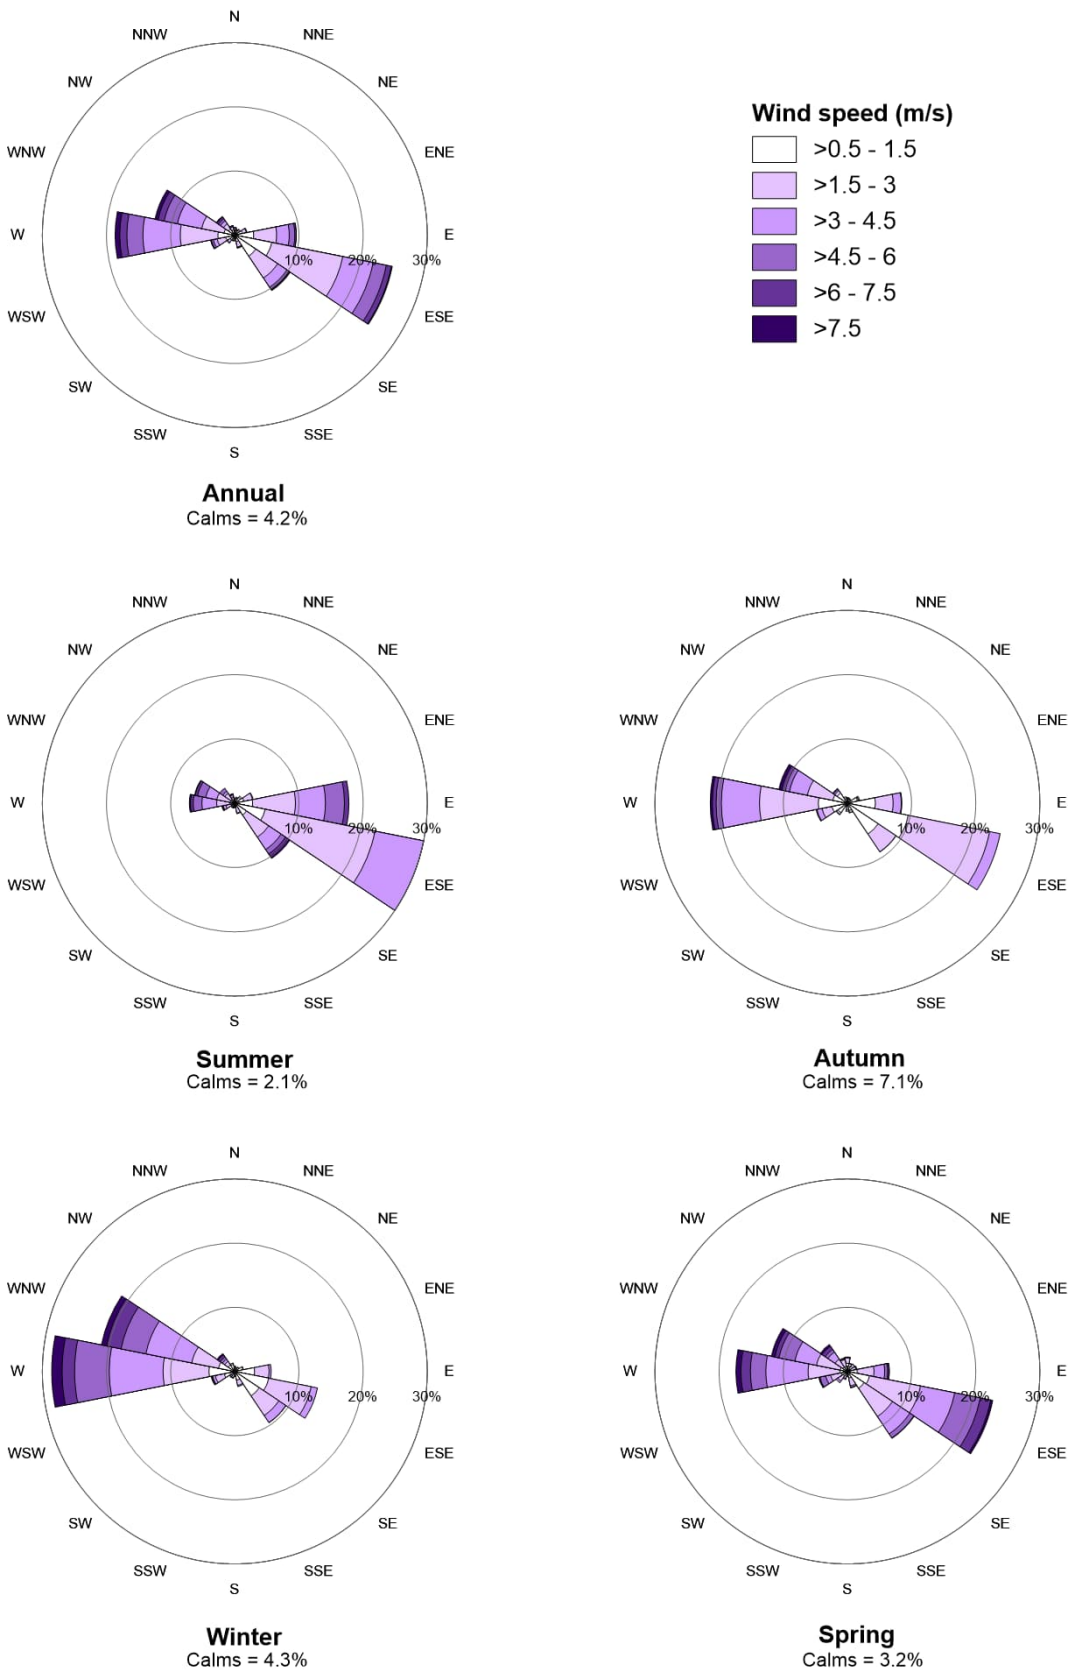 N
NNW NNE
NW NE
WNW ENE
W E
10% 20% 30%
WSW ESE
SW SE
SSW SSE
S
Annual
Calms = 4.2%
Wind speed (m/s)
>0.5 - 1.5
>1.5 - 3
>3 - 4.5
>4.5 - 6
>6 - 7.5
>7.5
N
NNW NNE
NW NE
WNW ENE
W E
10% 20% 30%
WSW ESE
SW SE
SSW SSE
S
Summer
Calms = 2.1%
N
NNW NNE
NW NE
WNW ENE
W E
10% 20% 30%
WSW ESE
SW SE
SSW SSE
S
Autumn
Calms = 7.1%
N
NNW NNE
NW NE
WNW ENE
W E
10% 20% 30%
WSW ESE
SW SE
SSW SSE
S
Winter
Calms = 4.3%
N
NNW NNE
NW NE
WNW ENE
W E
10% 20% 30%
WSW ESE
SW SE
SSW SSE
S
Spring
Calms = 3.2%